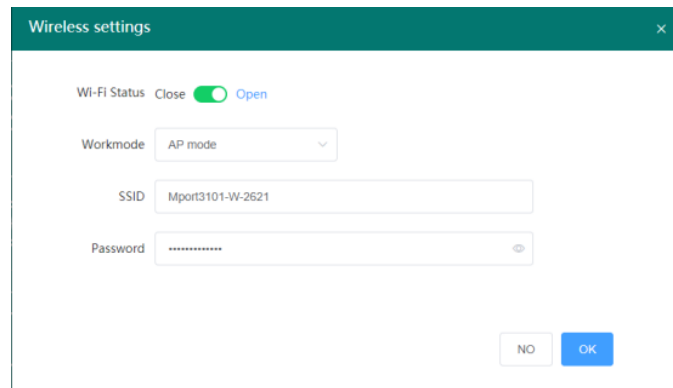 Wireless settings ×
Wi-Fi Status Close Open
Workmode AP mode
SSID Mport3101-W-2621
Password •••••••••••••
NO OK